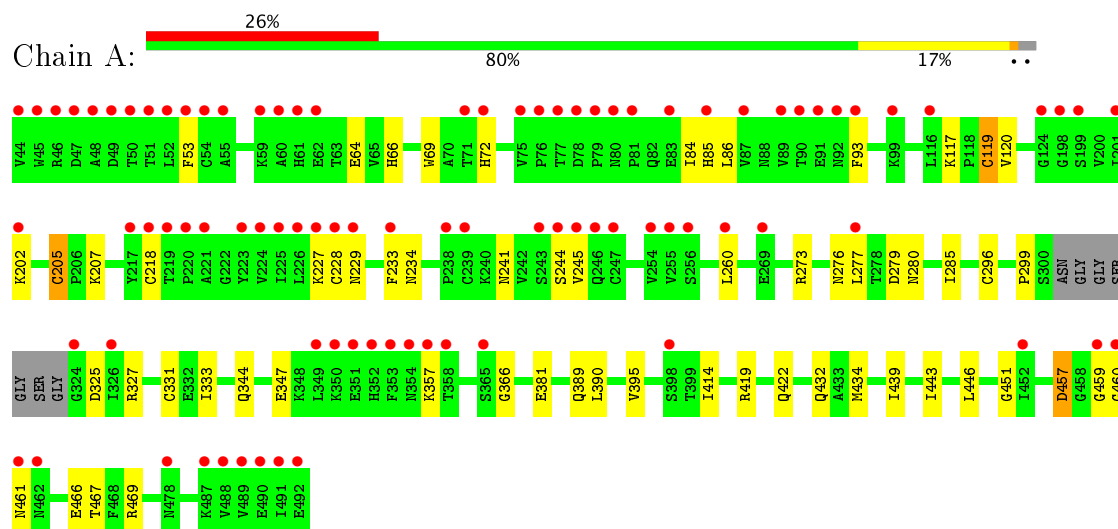 26%
Chain A:
80% 17% ••
V44 W45 R46 D47 A48 D49 T50 T51 L52 F53 C54 A55 K59 A60 H61 E62 T63 E64 V65 H66 W69 A70 T71 H72 V75 P76 T77 D78 P79 N80 P81 Q82 E83 I84 H85 L86 V87 N88 V89 T90 E91 N92 F93 K99 L116 K117 P118 C119 V120 G124 G198 S199 V200 I201
K202 C205 P206 K207 Y217 C218 T219 P220 A221 G222 Y223 V224 I225 L226 K227 C228 N229 F233 N234 P238 C239 K240 N241 V242 S243 S244 V245 Q246 C247 V254 V255 S256 L260 E269 R273 N276 L277 T278 D279 N280 I285 C296 P299 S300 ASN GLY GLY SER
GLY SER GLY G324 D325 I326 R327 C331 E332 I333 Q344 E347 K348 L349 K350 E351 H352 F353 N354 K357 T358 S365 G366 E381 Q389 L390 V395 S398 T399 I414 R419 Q422 Q432 A433 M434 I439 I443 L446 G451 I452 D457 G458 G459 G460
N461 N462 E466 T467 F468 R469 N478 K487 V488 V489 E490 I491 E492